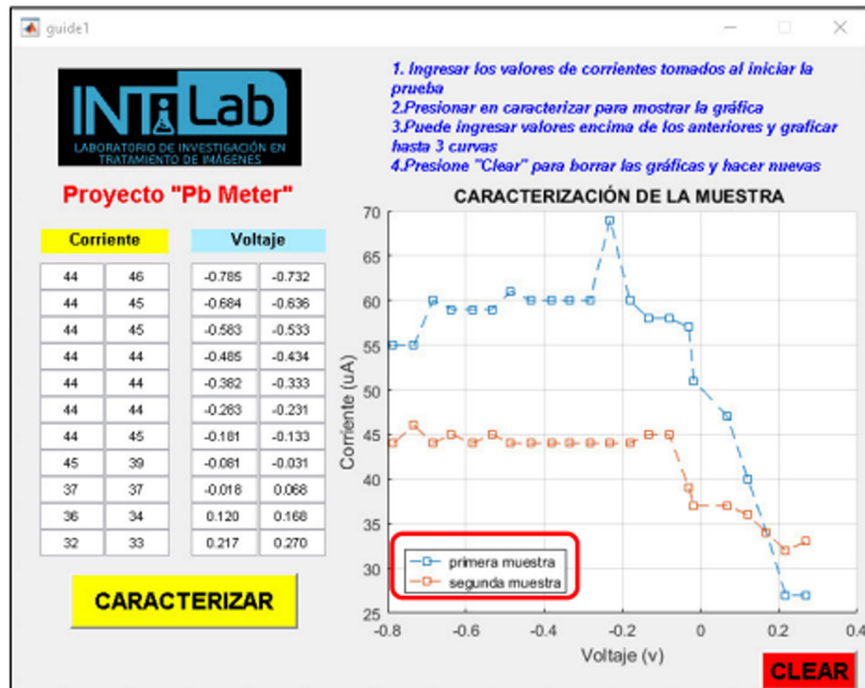 guide1
INTiLab
LABORATORIO DE INVESTIGACIÓN EN
TRATAMIENTO DE IMÁGENES
Proyecto "Pb Meter"
1. Ingresar los valores de corrientes tomados al iniciar la
prueba
2.Presionar en caracterizar para mostrar la gráfica
3.Puede ingresar valores encima de los anteriores y graficar
hasta 3 curvas
4.Presione "Clear" para borrar las gráficas y hacer nuevas
Corriente Voltaje
44 46 -0.785 -0.732
44 45 -0.684 -0.636
44 45 -0.583 -0.533
44 44 -0.485 -0.434
44 44 -0.382 -0.333
44 44 -0.283 -0.231
44 45 -0.181 -0.133
45 39 -0.081 -0.031
37 37 -0.018 0.068
36 34 0.120 0.168
32 33 0.217 0.270
CARACTERIZAR
CARACTERIZACIÓN DE LA MUESTRA
Corriente (uA)
70
65
60
55
50
45
40
35
30
25
primera muestra
segunda muestra
-0.8 -0.6 -0.4 -0.2 0 0.2 0.4
Voltaje (v)
CLEAR